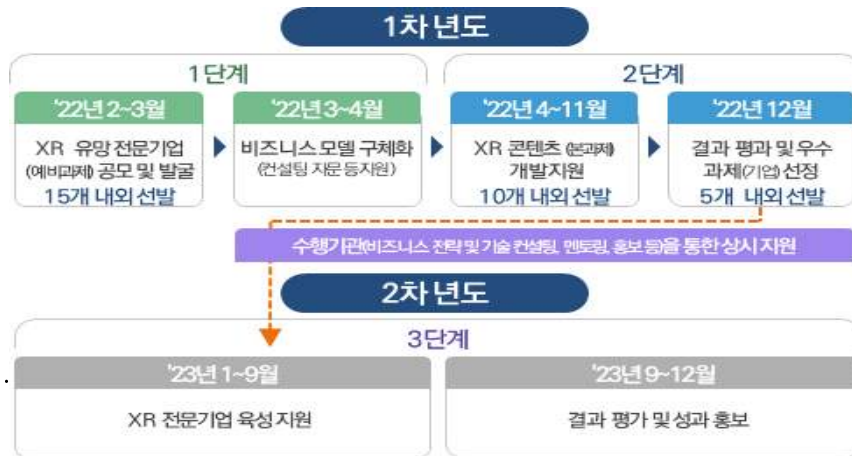 1차 년도
1단계
2단계
'22년 2~3월
XR 유망 전문기업
(예비과제) 공모 및 발굴
15개 내외 선발
'22년 3~4월
비즈니스 모델 구체화
(컨설팅 자문 등 지원)
'22년 4~11월
XR 콘텐츠 (본과제)
개발지원
10개 내외 선발
'22년 12월
결과 평과 및 우수
과제(기업) 선정
5개 내외 선발
수행기관(비즈니스 전략 및 기술 컨설팅, 멘토링, 홍보 등)을 통한 상시 지원
2차 년도
3단계
'23년 1~9월
XR 전문기업 육성 지원
'23년 9~12월
결과 평가 및 성과 홍보